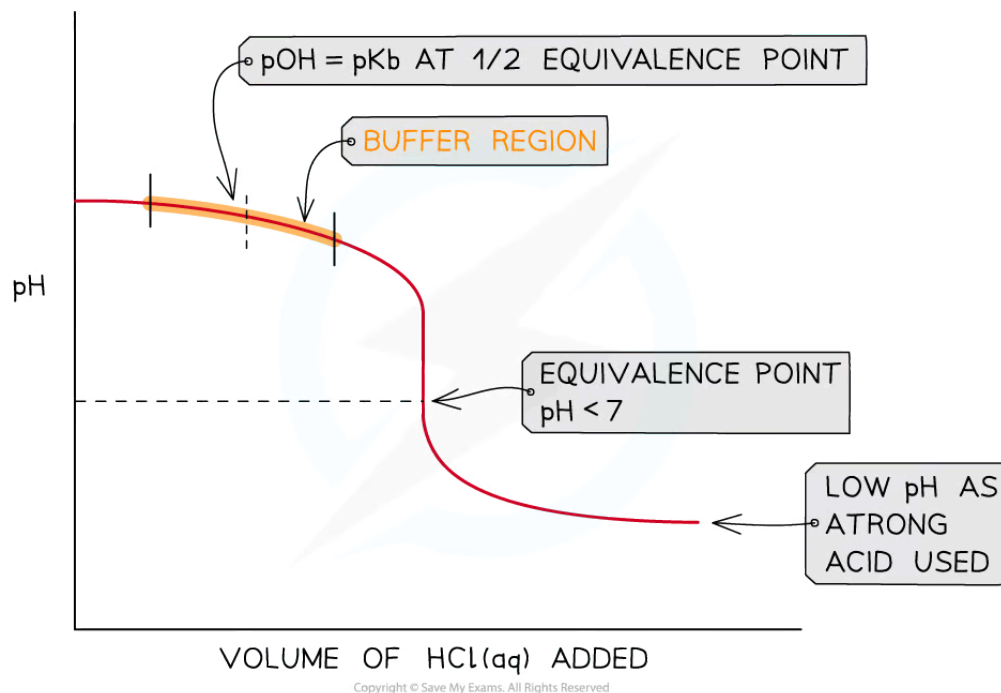 pOH = pKb AT 1/2 EQUIVALENCE POINT
BUFFER REGION
pH
EQUIVALENCE POINT
pH < 7
LOW pH AS
ATRONG
ACID USED
VOLUME OF HCl(aq) ADDED
Copyright © Save My Exams. All Rights Reserved